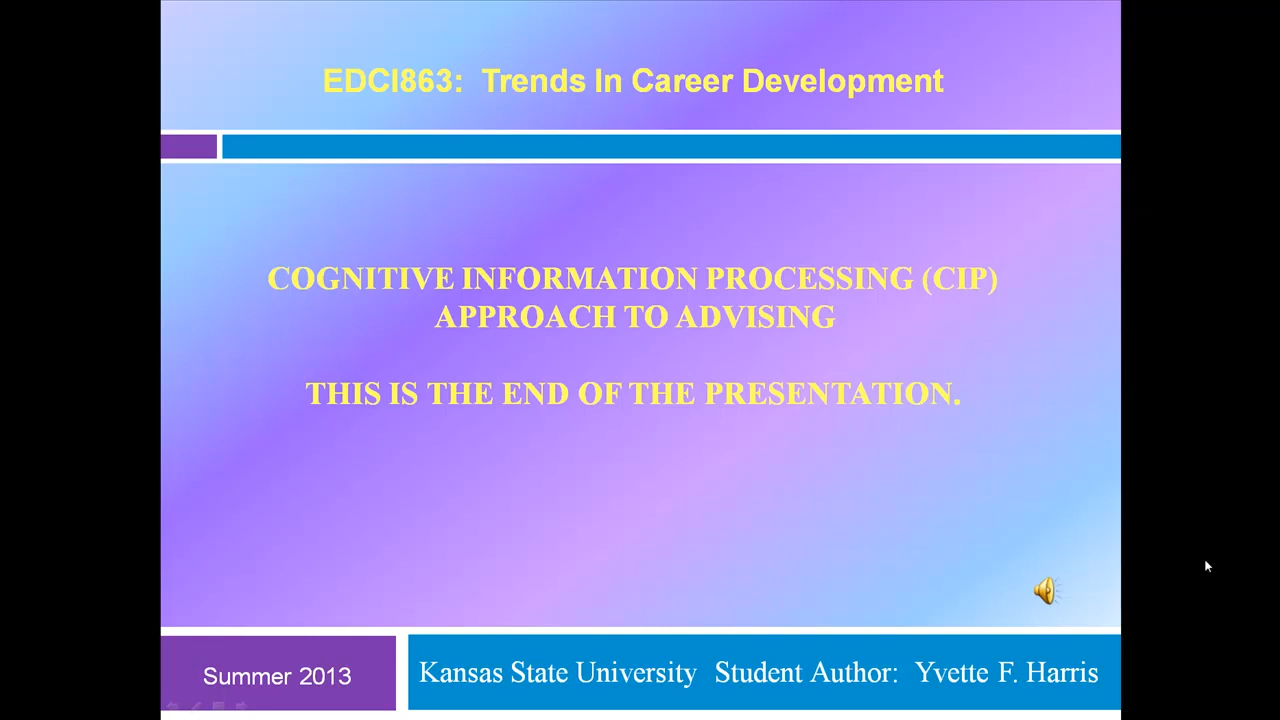 EDCI863:  Trends In Career Development
COGNITIVE INFORMATION PROCESSING (CIP)
APPROACH TO ADVISING
THIS IS THE END OF THE PRESENTATION.
Summer 2013
Kansas State University  Student Author:  Yvette F. Harris